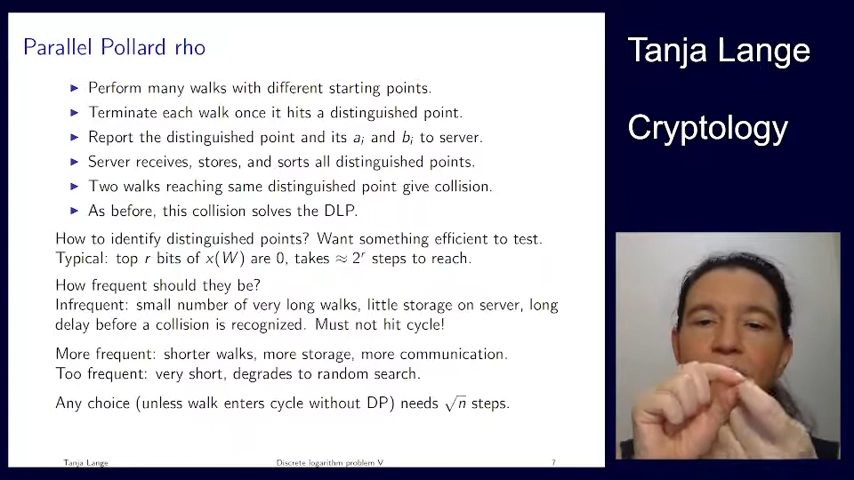 Parallel Pollard rho
Tanja Lange
Cryptology
▶ Perform many walks with different starting points.
▶ Terminate each walk once it hits a distinguished point.
▶ Report the distinguished point and its aᵢ and bᵢ to server.
▶ Server receives, stores, and sorts all distinguished points.
▶ Two walks reaching same distinguished point give collision.
▶ As before, this collision solves the DLP.
How to identify distinguished points? Want something efficient to test.
Typical: top r bits of x(W) are 0, takes ≈ 2ʳ steps to reach.
How frequent should they be?
Infrequent: small number of very long walks, little storage on server, long
delay before a collision is recognized. Must not hit cycle!
More frequent: shorter walks, more storage, more communication.
Too frequent: very short, degrades to random search.
Any choice (unless walk enters cycle without DP) needs √n steps.
Tanja Lange
Discrete logarithm problem V
7